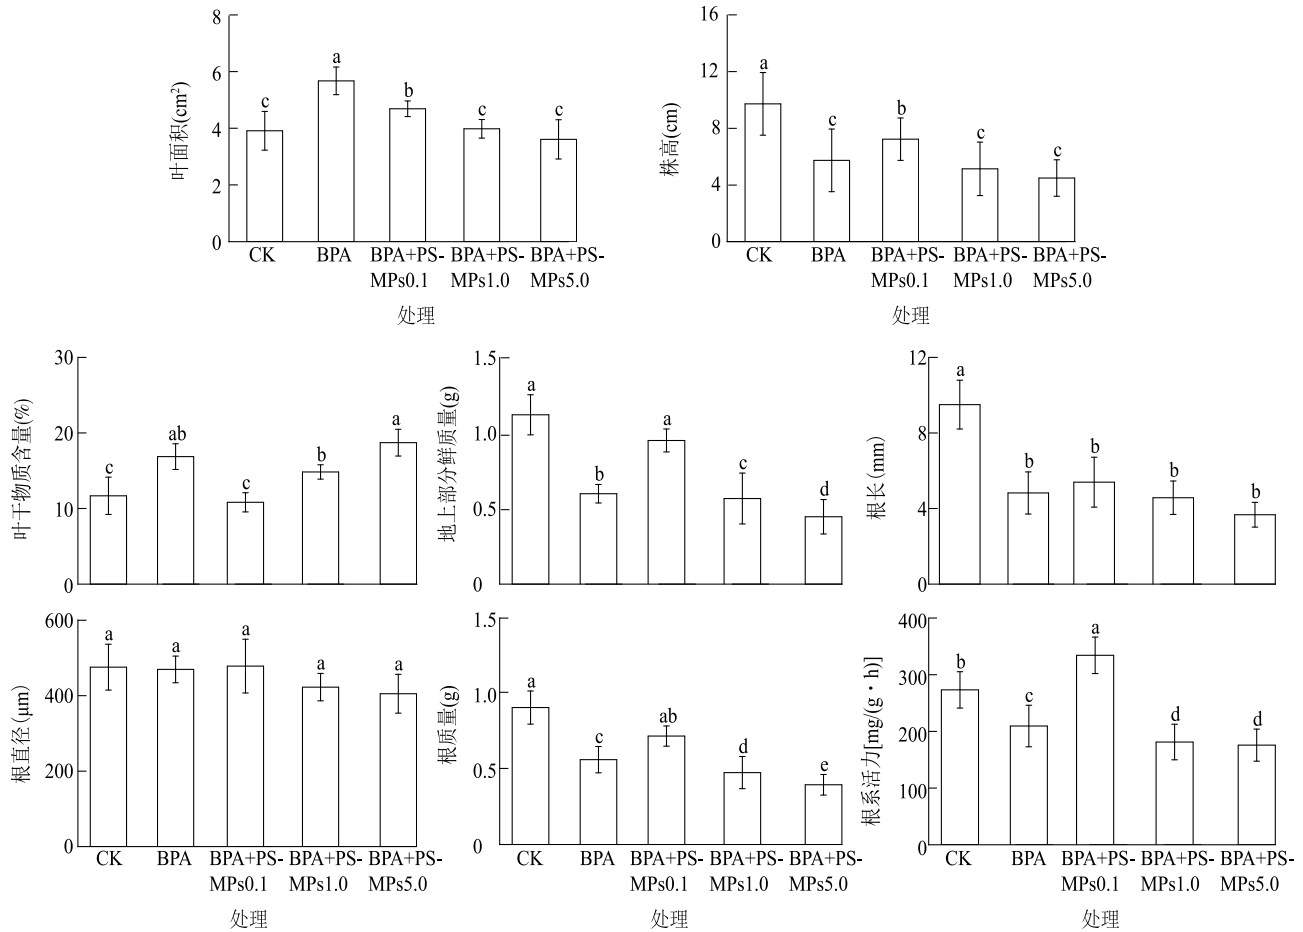 叶面积(cm²)
8
6
4
2
0
c
a
b
c
c
CK
BPA
BPA+PS-
MPs0.1
BPA+PS-
MPs1.0
BPA+PS-
MPs5.0
处理
株高(cm)
16
12
8
4
0
a
c
b
c
c
CK
BPA
BPA+PS-
MPs0.1
BPA+PS-
MPs1.0
BPA+PS-
MPs5.0
处理
叶干物质含量(%)
30
20
10
0
c
ab
c
b
a
地上部分鲜质量(g)
1.5
1.0
0.5
0
a
b
a
c
d
根长(mm)
12
8
4
0
a
b
b
b
b
根直径(μm)
600
400
200
0
a
a
a
a
a
CK
BPA
BPA+PS-
MPs0.1
BPA+PS-
MPs1.0
BPA+PS-
MPs5.0
处理
根质量(g)
1.5
1.0
0.5
0
a
c
ab
d
e
CK
BPA
BPA+PS-
MPs0.1
BPA+PS-
MPs1.0
BPA+PS-
MPs5.0
处理
根系活力[mg/(g·h)]
400
300
200
100
0
b
c
a
d
d
CK
BPA
BPA+PS-
MPs0.1
BPA+PS-
MPs1.0
BPA+PS-
MPs5.0
处理